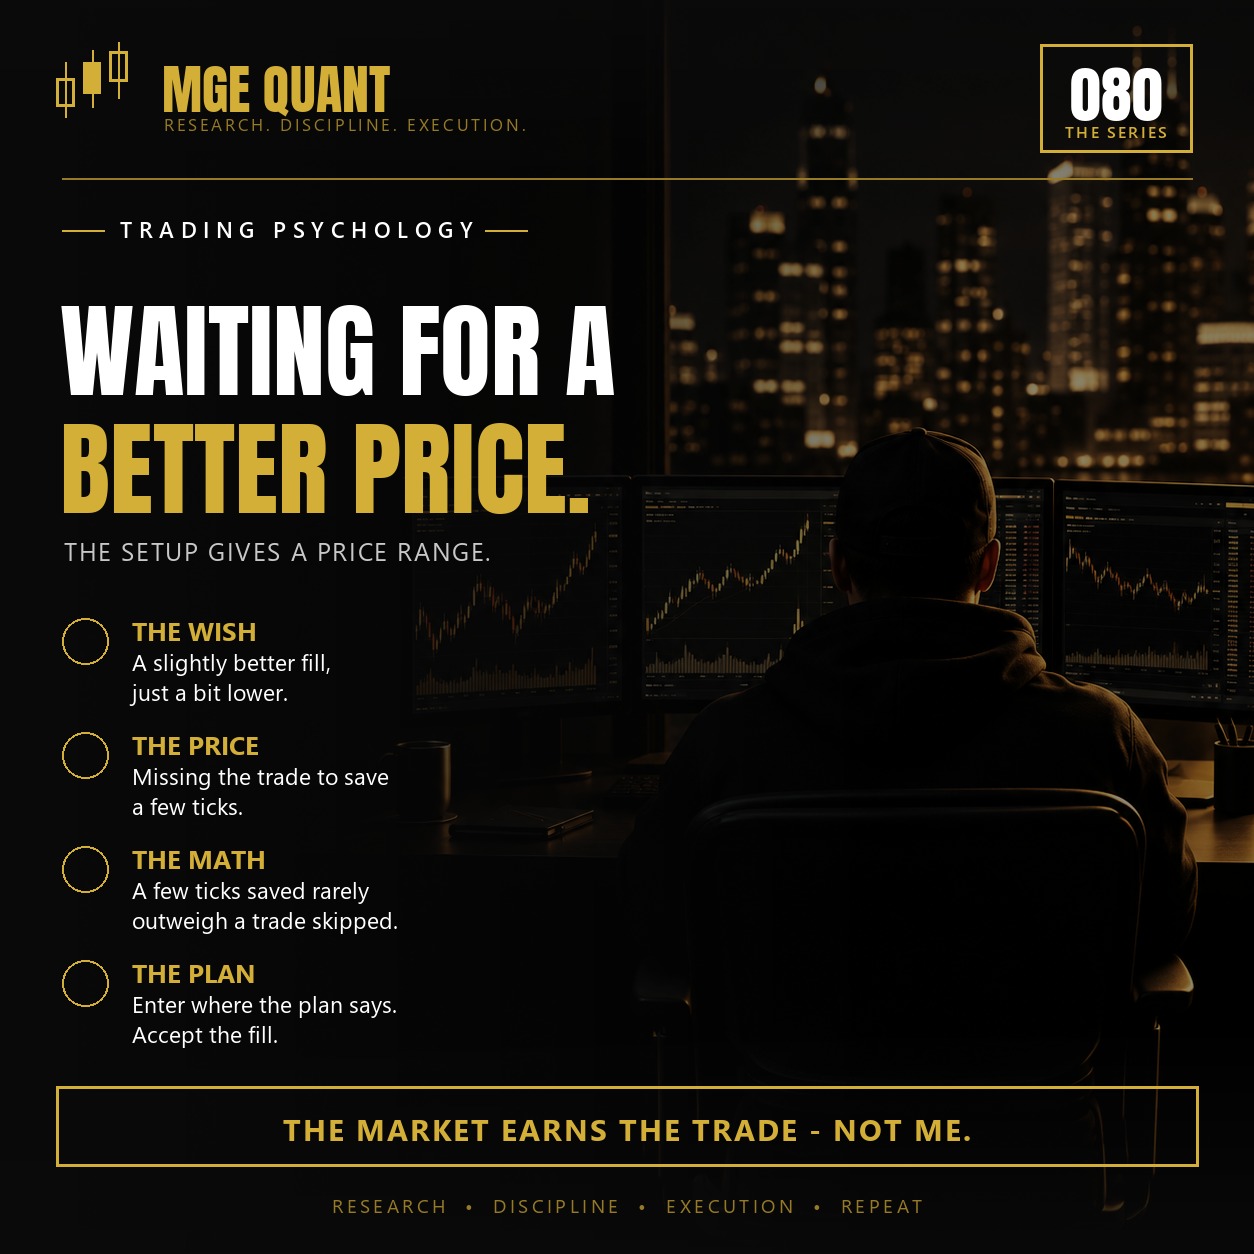 MGE QUANT
RESEARCH. DISCIPLINE. EXECUTION.
080
THE SERIES
TRADING PSYCHOLOGY
WAITING FOR A
BETTER PRICE.
THE SETUP GIVES A PRICE RANGE.
THE WISH
A slightly better fill,
just a bit lower.
THE PRICE
Missing the trade to save
a few ticks.
THE MATH
A few ticks saved rarely
outweigh a trade skipped.
THE PLAN
Enter where the plan says.
Accept the fill.
THE MARKET EARNS THE TRADE - NOT ME.
RESEARCH • DISCIPLINE • EXECUTION • REPEAT